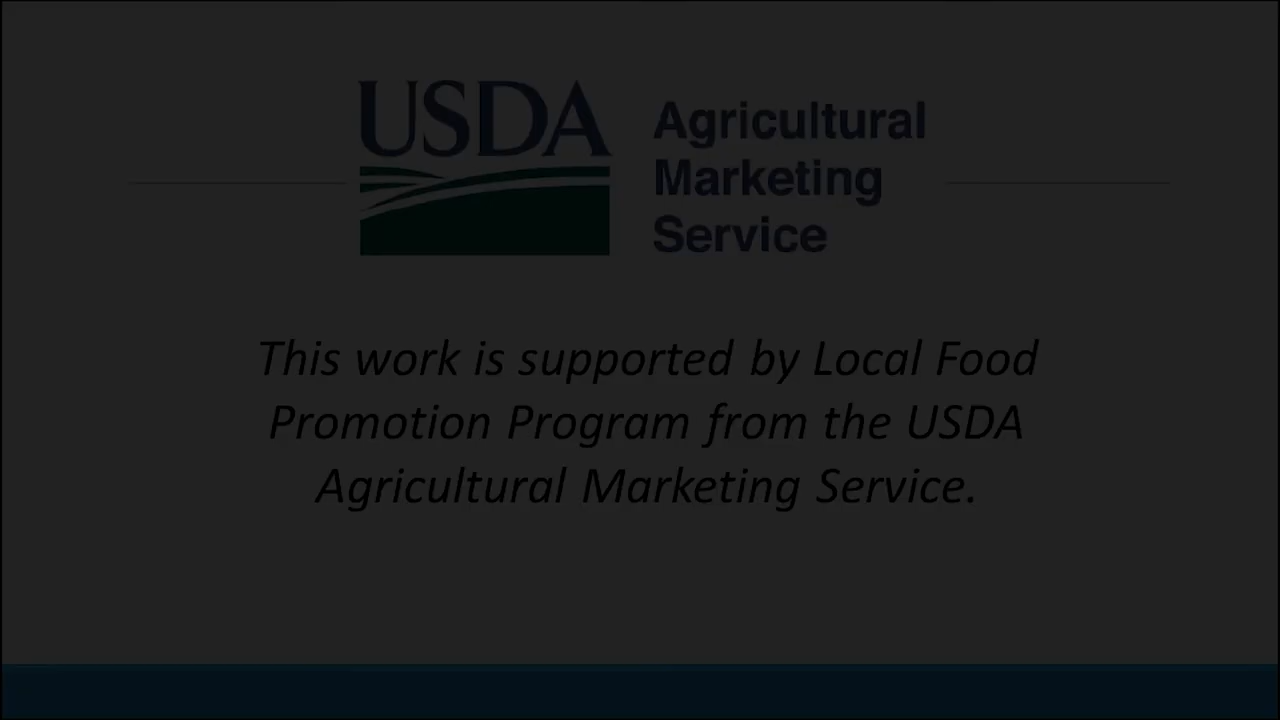 USDA
Agricultural
Marketing
Service
This work is supported by Local Food
Promotion Program from the USDA
Agricultural Marketing Service.